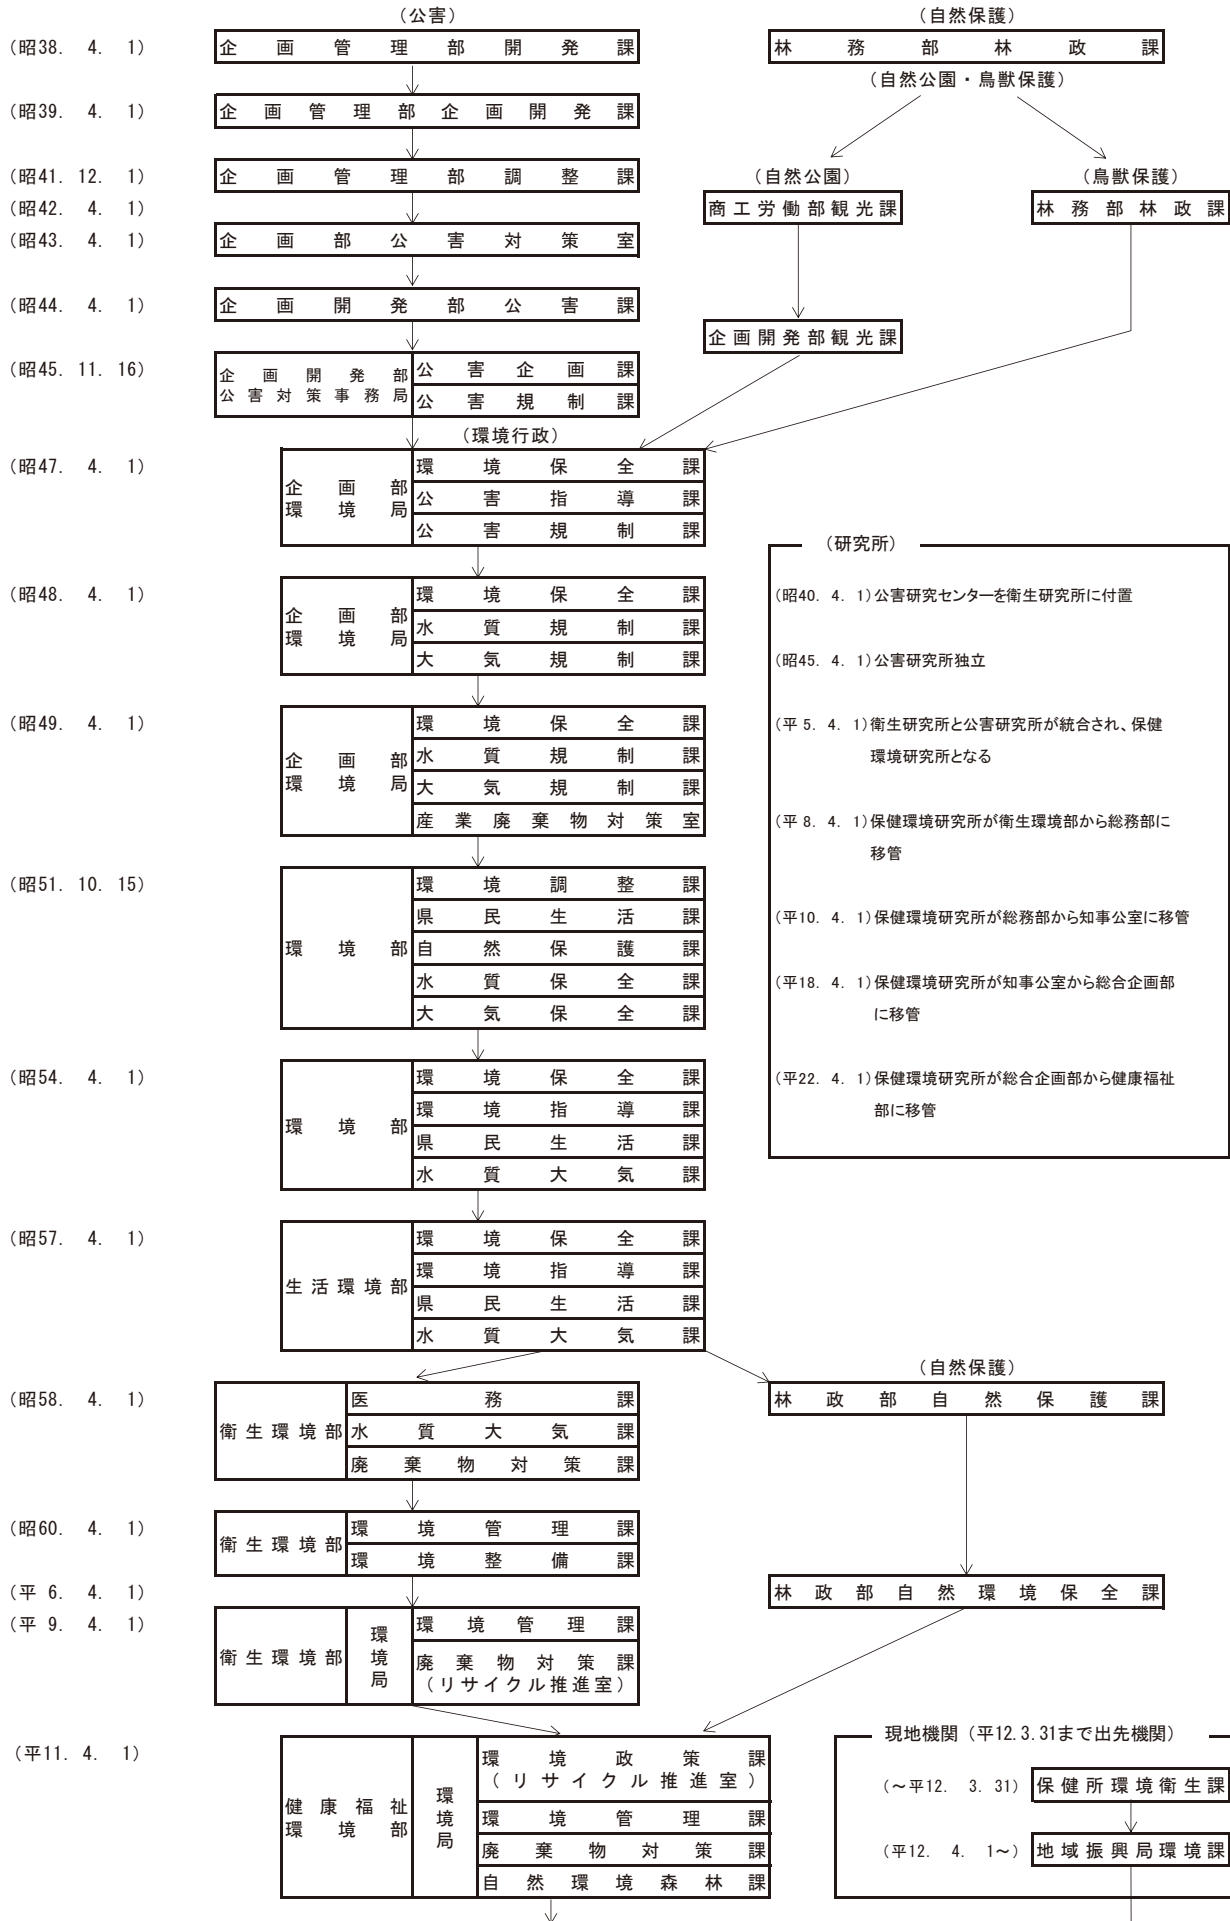 (公害)
(自然保護)
(昭38. 4. 1)
企画管理部開発課
林務部林政課
(自然公園・鳥獣保護)
(昭39. 4. 1)
企画管理部企画開発課
(昭41. 12. 1)
企画管理部調整課
(自然公園)
(鳥獣保護)
(昭42. 4. 1)
商工労働部観光課
林務部林政課
(昭43. 4. 1)
企画部公害対策室
(昭44. 4. 1)
企画開発部公害課
企画開発部観光課
(昭45. 11. 16)
企画開発部
公害対策事務局
公害企画課
公害規制課
(環境行政)
(昭47. 4. 1)
企画部
環境局
環境保全課
公害指導課
公害規制課
(昭48. 4. 1)
企画部
環境局
環境保全課
水質規制課
大気規制課
(昭49. 4. 1)
企画部
環境局
環境保全課
水質規制課
大気規制課
産業廃棄物対策室
(昭51. 10. 15)
環境部
環境調整課
県民生活課
自然保護課
水質保全課
大気保全課
(昭54. 4. 1)
環境部
環境保全課
環境指導課
県民生活課
水質大気課
(研究所)
(昭40. 4. 1)公害研究センターを衛生研究所に付置
(昭45. 4. 1)公害研究所独立
(平 5. 4. 1)衛生研究所と公害研究所が統合され、保健
環境研究所となる
(平 8. 4. 1)保健環境研究所が衛生環境部から総務部に
移管
(平10. 4. 1)保健環境研究所が総務部から知事公室に移管
(平18. 4. 1)保健環境研究所が知事公室から総合企画部
に移管
(平22. 4. 1)保健環境研究所が総合企画部から健康福祉
部に移管
(昭57. 4. 1)
生活環境部
環境保全課
環境指導課
県民生活課
水質大気課
(自然保護)
(昭58. 4. 1)
衛生環境部
医務課
水質大気課
廃棄物対策課
林政部自然保護課
(昭60. 4. 1)
衛生環境部
環境管理課
環境整備課
(平 6. 4. 1)
林政部自然環境保全課
(平 9. 4. 1)
衛生環境部
環境局
環境管理課
廃棄物対策課
(リサイクル推進室)
(平11. 4. 1)
健康福祉
環境部
環境局
環境政策課
(リサイクル推進室)
環境管理課
廃棄物対策課
自然環境森林課
現地機関(平12.3.31まで出先機関)
(~平12. 3. 31)
保健所環境衛生課
(平12. 4. 1~)
地域振興局環境課